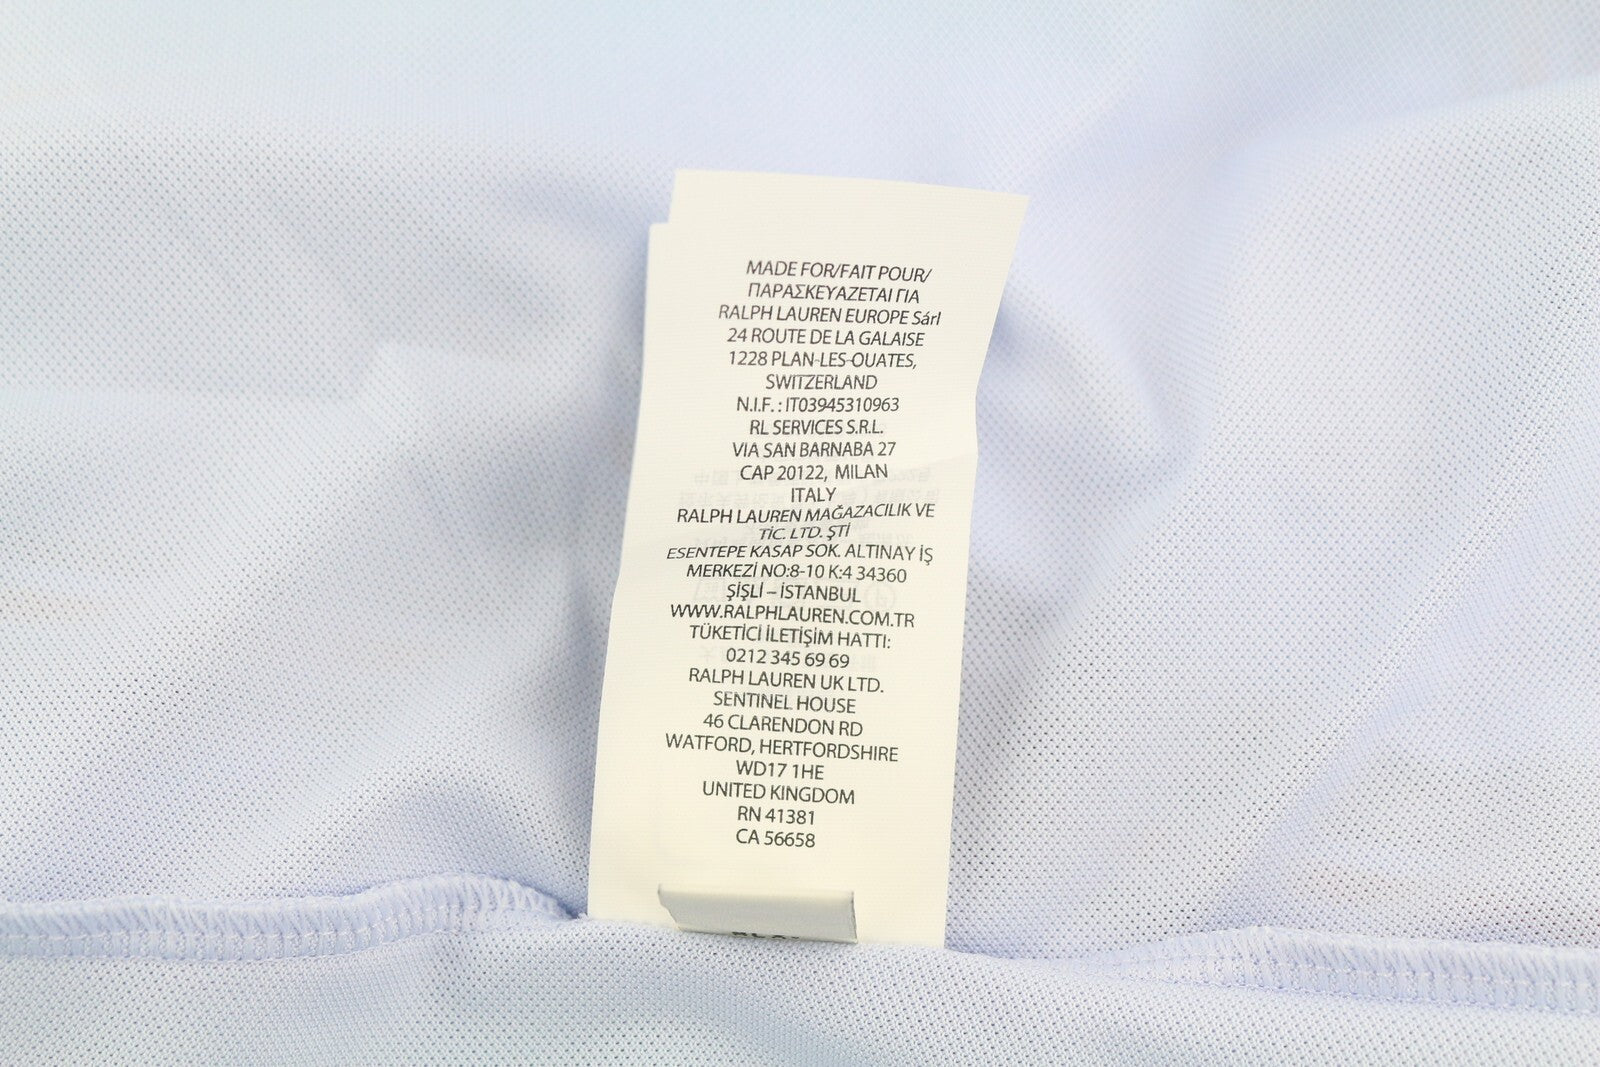 MADE FOR/FAIT POUR/
ΠΑΡΑΣΚΕΥΑΖΕΤΑΙ ΓΙΑ
RALPH LAUREN EUROPE Sárl
24 ROUTE DE LA GALAISE
1228 PLAN-LES-OUATES,
SWITZERLAND
N.I.F. : IT03945310963
RL SERVICES S.R.L.
VIA SAN BARNABA 27
CAP 20122, MILAN
ITALY
RALPH LAUREN MAĞAZACILIK VE
TİC. LTD. ŞTİ
ESENTEPE KASAP SOK. ALTINAY İŞ
MERKEZİ NO:8-10 K:4 34360
ŞİŞLİ – İSTANBUL
WWW.RALPHLAUREN.COM.TR
TÜKETİCİ İLETİŞİM HATTI:
0212 345 69 69
RALPH LAUREN UK LTD.
SENTINEL HOUSE
46 CLARENDON RD
WATFORD, HERTFORDSHIRE
WD17 1HE
UNITED KINGDOM
RN 41381
CA 56658